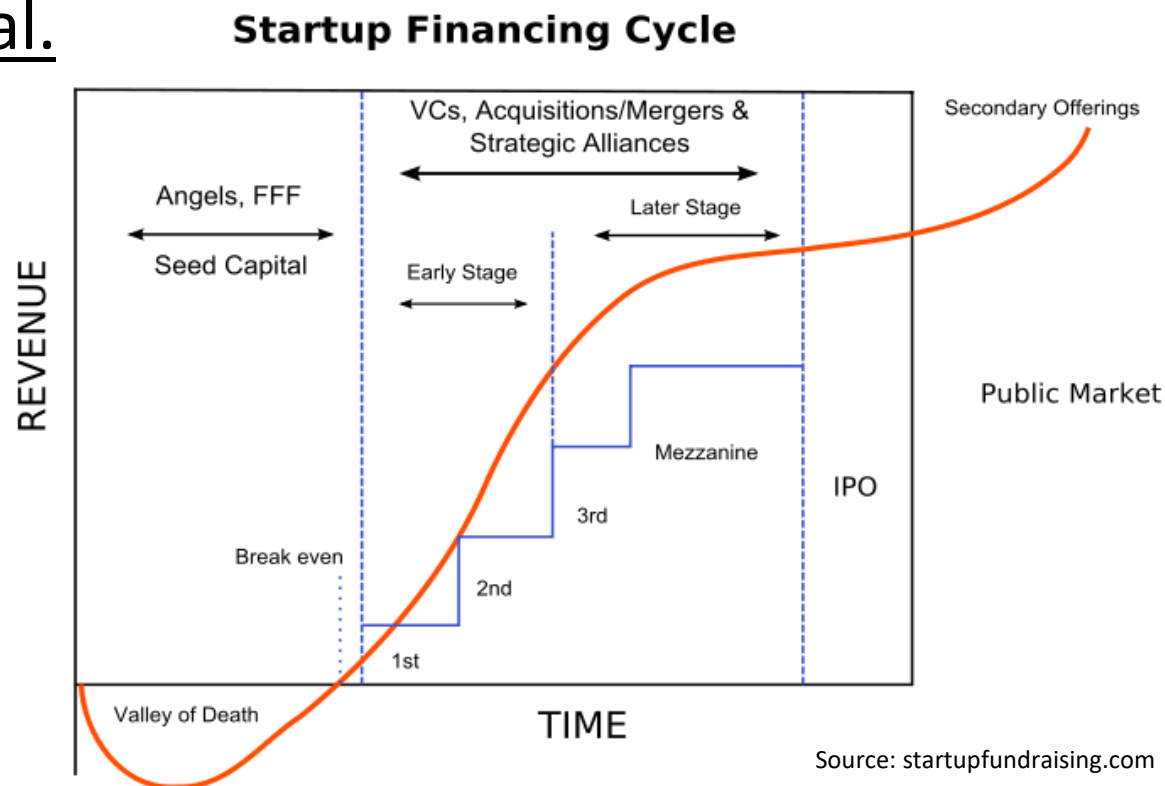 al.
Startup Financing Cycle
VCs, Acquisitions/Mergers &
Strategic Alliances
Secondary Offerings
Angels, FFF
Seed Capital
Later Stage
Early Stage
REVENUE
Public Market
Mezzanine
IPO
3rd
Break even
2nd
1st
Valley of Death
TIME
Source: startupfundraising.com